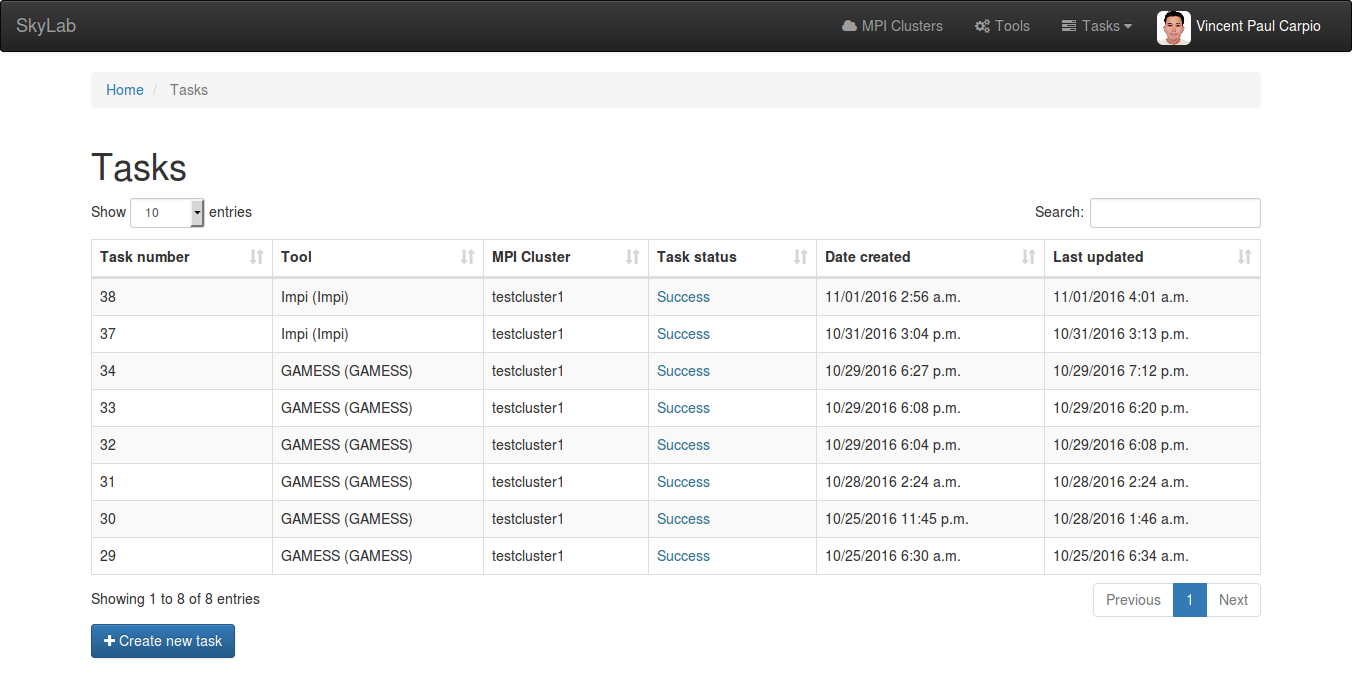 SkyLab MPI Clusters Tools Tasks Vincent Paul Carpio
Home / Tasks
Tasks
Show 10 entries Search:
Task number Tool MPI Cluster Task status Date created Last updated
38 Impi (Impi) testcluster1 Success 11/01/2016 2:56 a.m. 11/01/2016 4:01 a.m.
37 Impi (Impi) testcluster1 Success 10/31/2016 3:04 p.m. 10/31/2016 3:13 p.m.
34 GAMESS (GAMESS) testcluster1 Success 10/29/2016 6:27 p.m. 10/29/2016 7:12 p.m.
33 GAMESS (GAMESS) testcluster1 Success 10/29/2016 6:08 p.m. 10/29/2016 6:20 p.m.
32 GAMESS (GAMESS) testcluster1 Success 10/29/2016 6:04 p.m. 10/29/2016 6:08 p.m.
31 GAMESS (GAMESS) testcluster1 Success 10/28/2016 2:24 a.m. 10/28/2016 2:24 a.m.
30 GAMESS (GAMESS) testcluster1 Success 10/25/2016 11:45 p.m. 10/28/2016 1:46 a.m.
29 GAMESS (GAMESS) testcluster1 Success 10/25/2016 6:30 a.m. 10/25/2016 6:34 a.m.
Showing 1 to 8 of 8 entries Previous 1 Next
+ Create new task